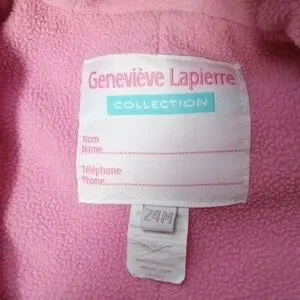 Geneviève Lapierre
COLLECTION
Nom
Name
Téléphone
Phone
24M